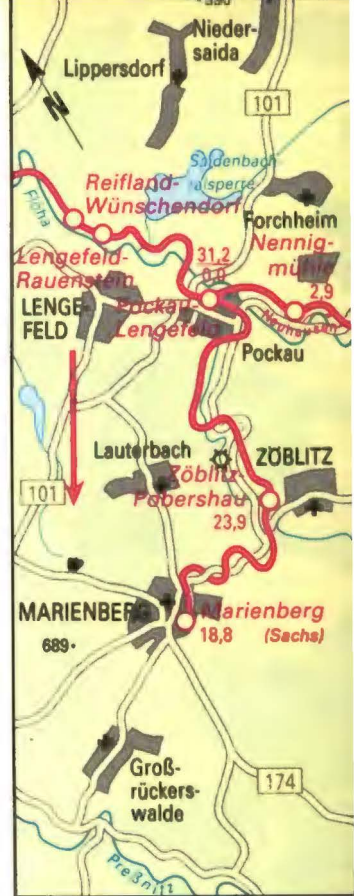 390
Nieder-
saida
Lippersdorf
101
N
Saidenbach-
talsperre
Reifland-
Wünschendorf
Flöha
Forchheim
Nennig-
mühle
2,9
31,2
0,0
Lengefeld-
Rauenstein
LENGE-
FELD
Pockau-
Lengefeld
Neuhausen
Pockau
Lauterbach
ZÖBLITZ
Zöblitz-
Pobershau
23,9
101
MARIENBERG
Marienberg
18,8 (Sachs)
689
Groß-
rückers-
walde
174
Preßnitz